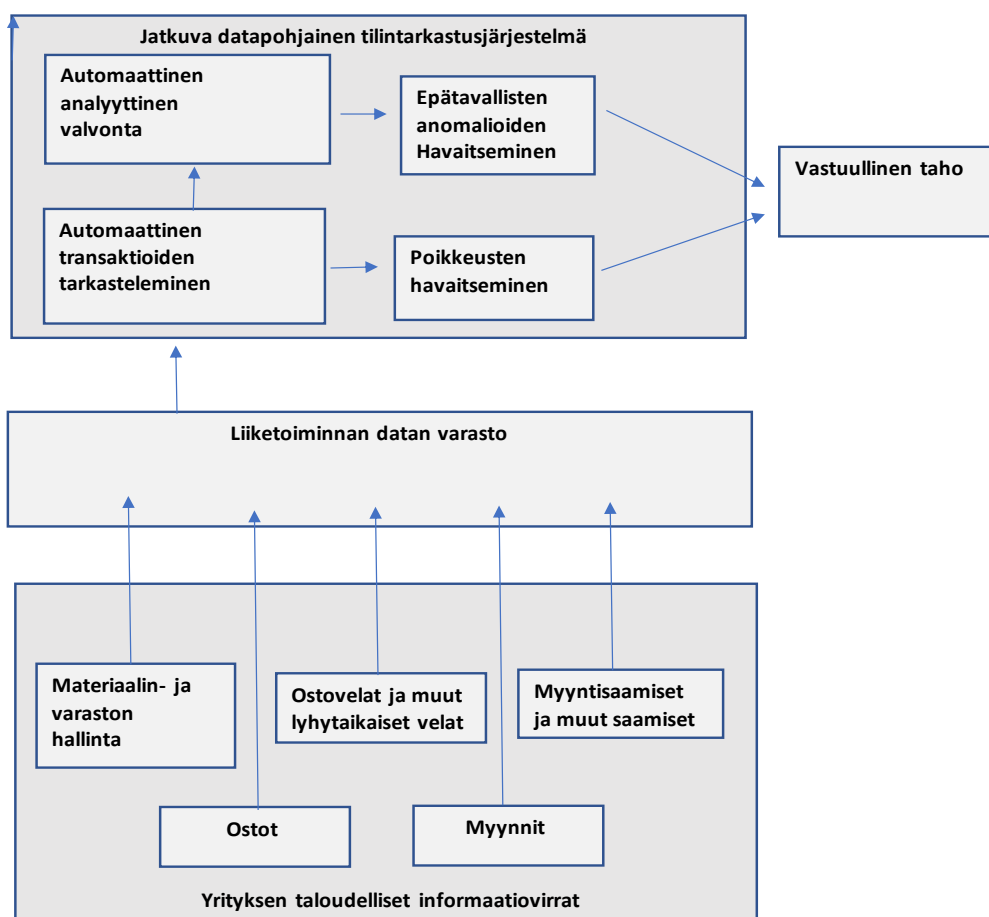 Jatkuva datapohjainen tilintarkastusjärjestelmä
Automaattinen
analyyttinen
valvonta
Epätavallisten
anomalioiden
Havaitseminen
Vastuullinen taho
Automaattinen
transaktioiden
tarkasteleminen
Poikkeusten
havaitseminen
Liiketoiminnan datan varasto
Materiaalin- ja
varaston
hallinta
Ostovelat ja muut
lyhytaikaiset velat
Myyntisaamiset
ja muut saamiset
Ostot
Myynnit
Yrityksen taloudelliset informaatiovirrat